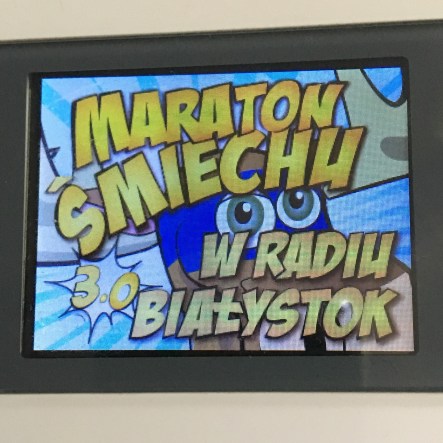 MARATON
ŚMIECHU
W RADIU
3.0
BIAŁYSTOK